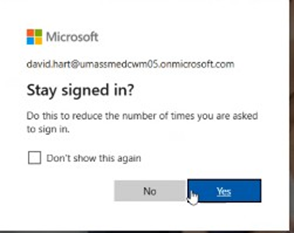 Microsoft
david.hart@umassmedcwm05.onmicrosoft.com
Stay signed in?
Do this to reduce the number of times you are asked
to sign in.
Don't show this again
No Yes